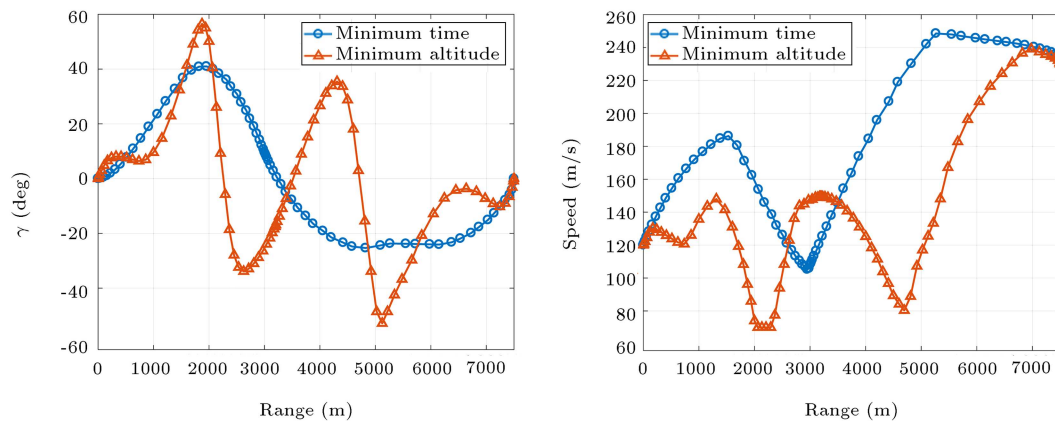 60
40
20
0
-20
-40
-60
γ (deg)
Minimum time
Minimum altitude
0 1000 2000 3000 4000 5000 6000 7000
Range (m)
260
240
220
200
180
160
140
120
100
80
60
Speed (m/s)
Minimum time
Minimum altitude
0 1000 2000 3000 4000 5000 6000 7000
Range (m)